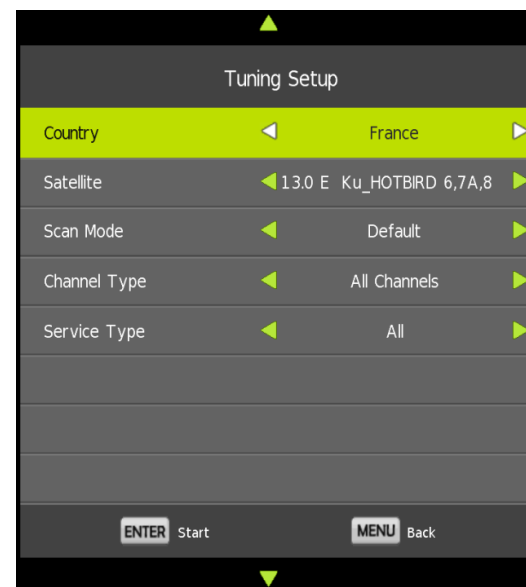 Tuning Setup
Country France
Satellite 13.0 E Ku_HOTBIRD 6,7A,8
Scan Mode Default
Channel Type All Channels
Service Type All
ENTER Start MENU Back